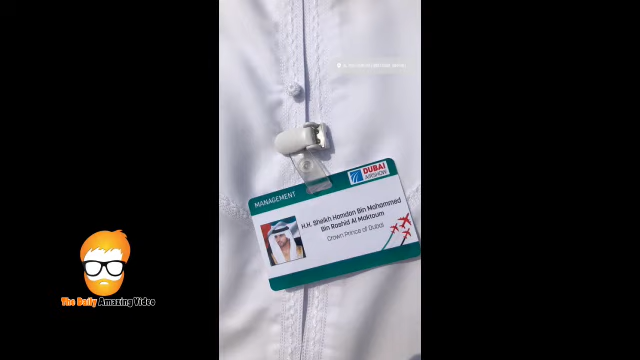 DUBAI
AIRSHOW
MANAGEMENT
H.H. Sheikh Hamdan Bin Mohammed
Bin Rashid Al Maktoum
Crown Prince of Dubai
The Daily Amazing Video